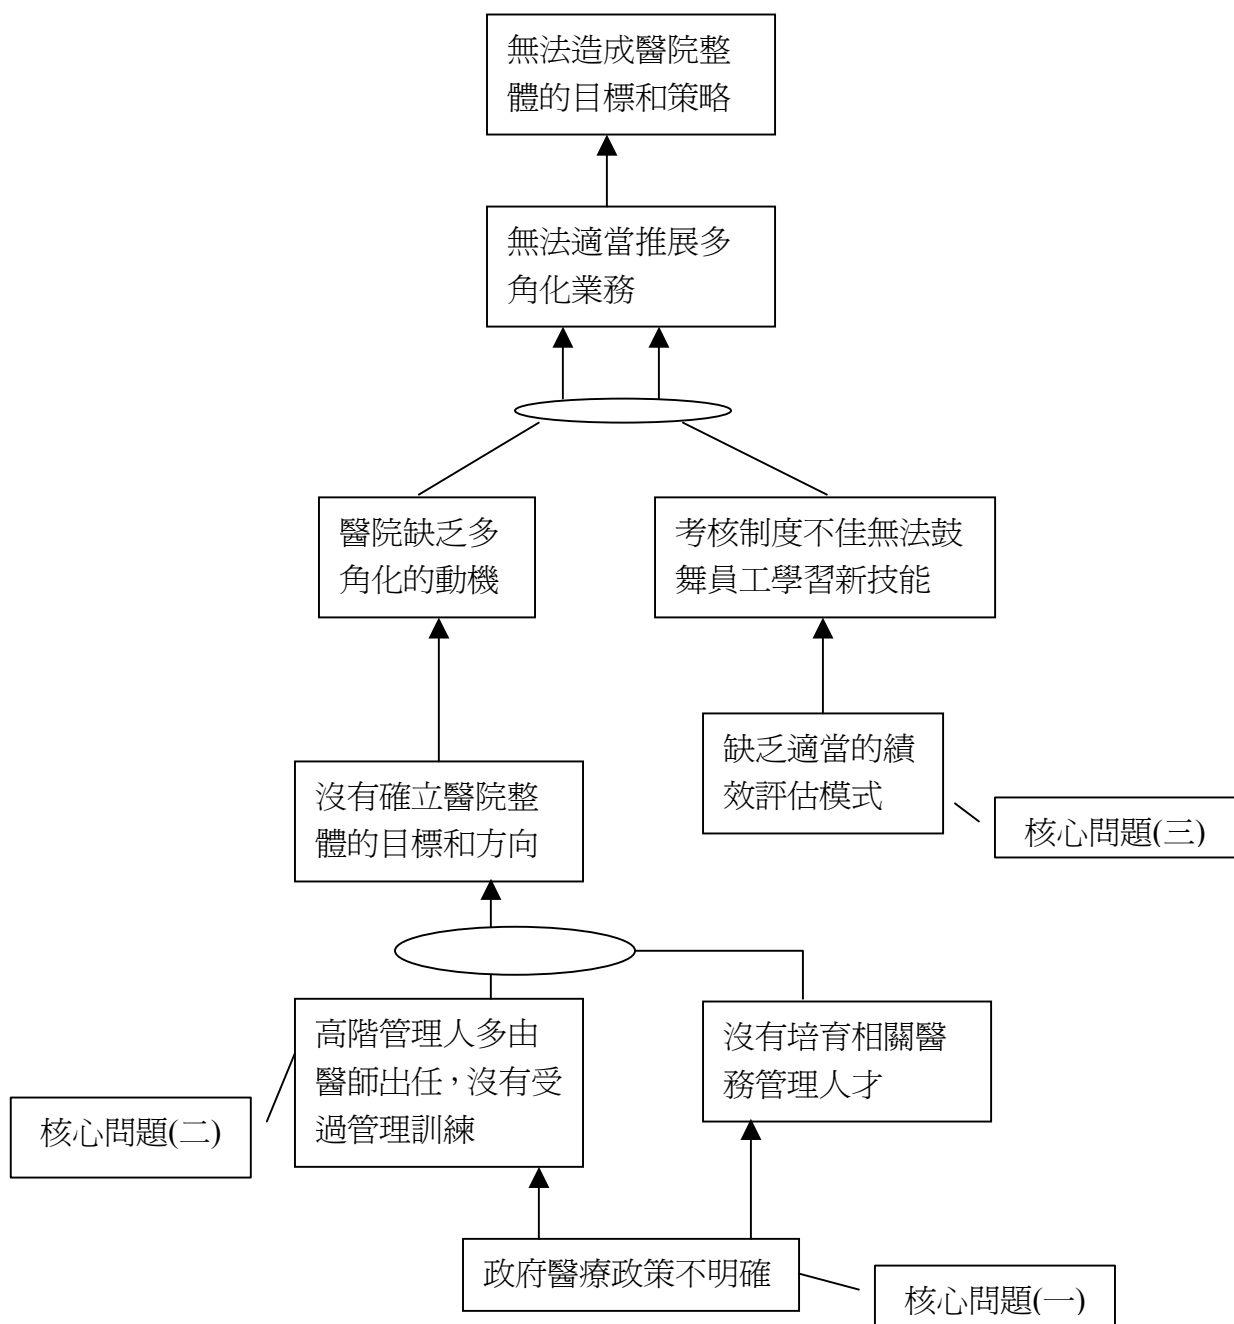 無法造成醫院整
體的目標和策略
無法適當推展多
角化業務
醫院缺乏多
角化的動機
考核制度不佳無法鼓
舞員工學習新技能
缺乏適當的績
效評估模式
核心問題(三)
沒有確立醫院整
體的目標和方向
高階管理人多由
醫師出任，沒有受
過管理訓練
沒有培育相關醫
務管理人才
核心問題(二)
政府醫療政策不明確
核心問題(一)